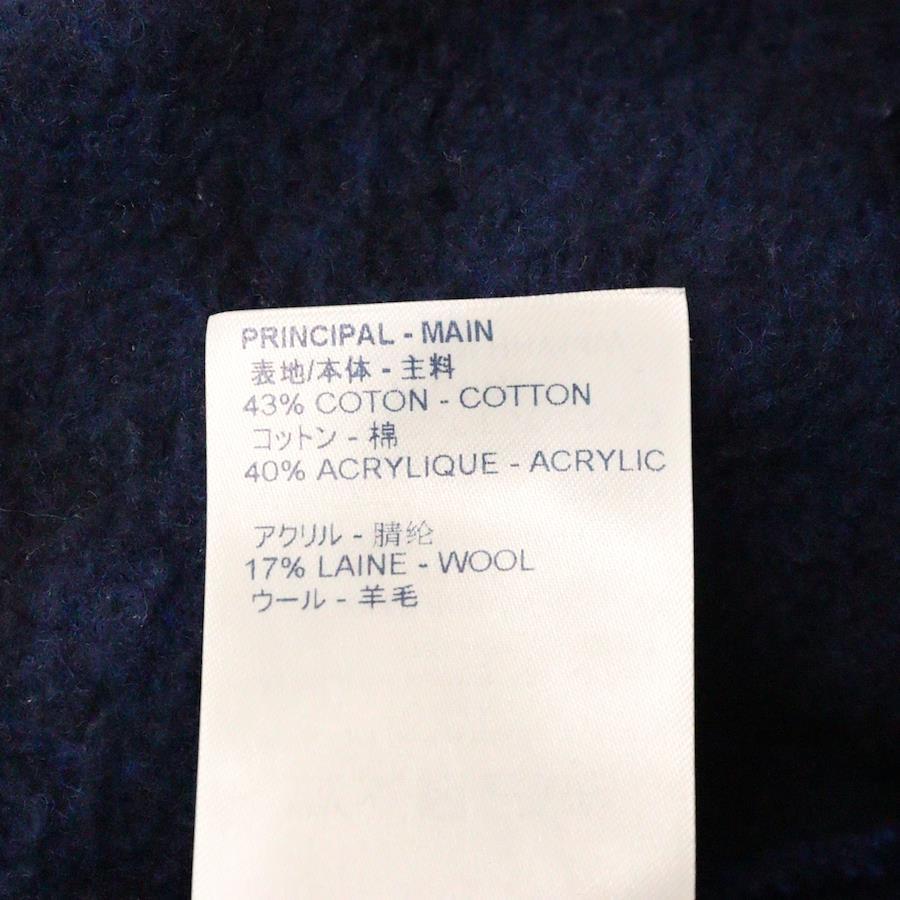 PRINCIPAL - MAIN
表地/本体 - 主料
43% COTON - COTTON
コットン - 棉
40% ACRYLIQUE - ACRYLIC
アクリル - 腈纶
17% LAINE - WOOL
ウール - 羊毛